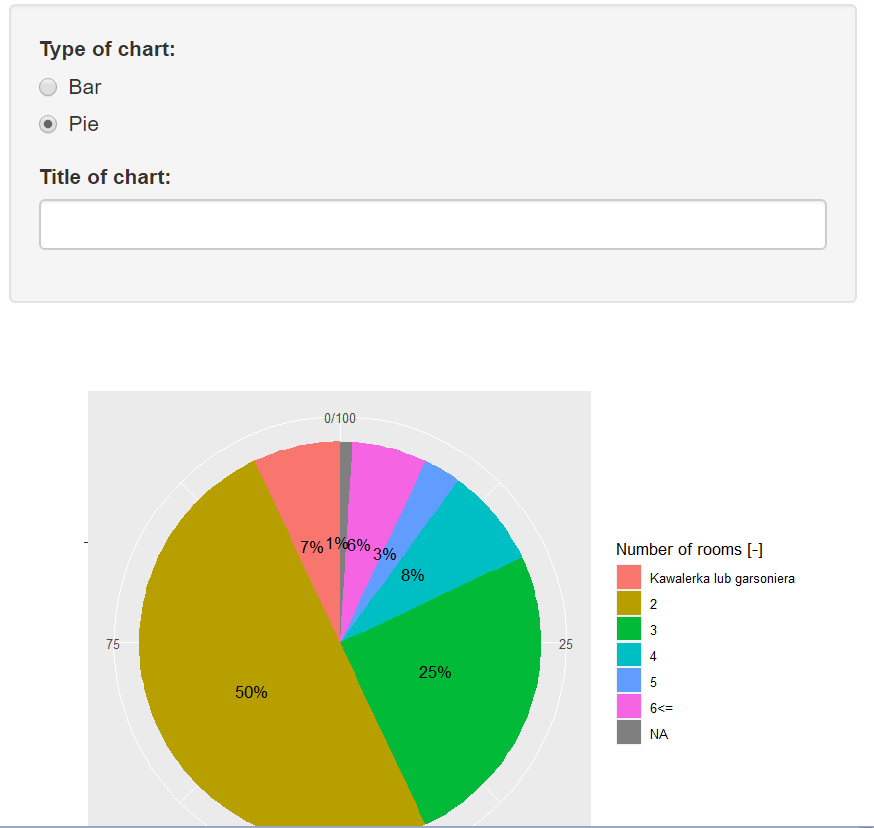 Type of chart:
Bar
Pie
Title of chart:
0/100
7%
1%
6%
3%
8%
75
25
25%
50%
Number of rooms [-]
Kawalerka lub garsoniera
2
3
4
5
6<=
NA